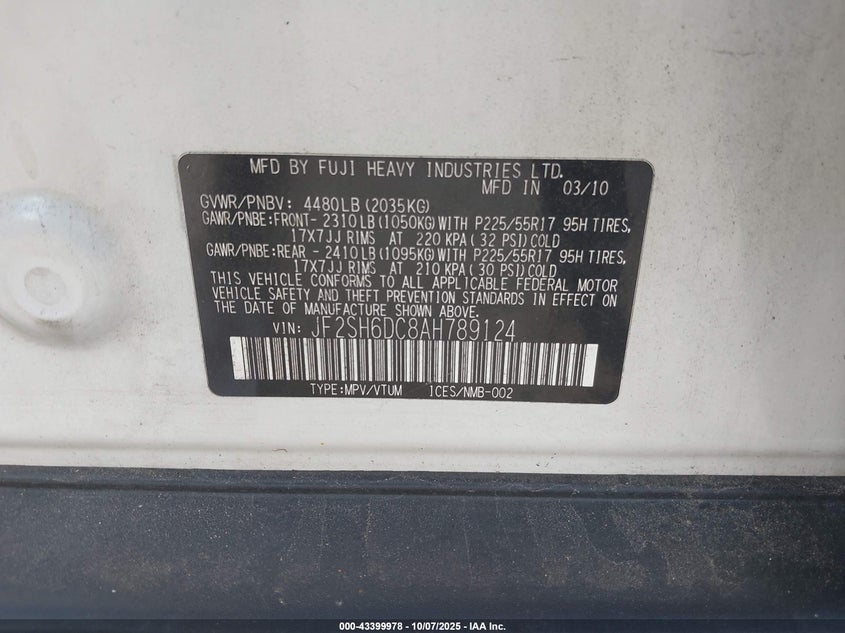 MFD BY FUJI HEAVY INDUSTRIES LTD.
MFD IN 03/10
GVWR/PNBV: 4480LB(2035KG)
GAWR/PNBE:FRONT- 2310LB(1050KG)WITH P225/55R17 95H TIRES,
17X7JJ RIMS AT 220 KPA(32 PSI)COLD
GAWR/PNBE:REAR - 2410LB(1095KG)WITH P225/55R17 95H TIRES,
17X7JJ RIMS AT 210 KPA(30 PSI)COLD
THIS VEHICLE CONFORMS TO ALL APPLICABLE FEDERAL MOTOR
VEHICLE SAFETY AND THEFT PREVENTION STANDARDS IN EFFECT ON
THE DATE OF MANUFACTURE SHOWN ABOVE.
VIN: JF2SH6DC8AH789124
TYPE:MPV/VTUM ICES/NMB-002
000-43399978 - 10/07/2025 - IAA Inc.